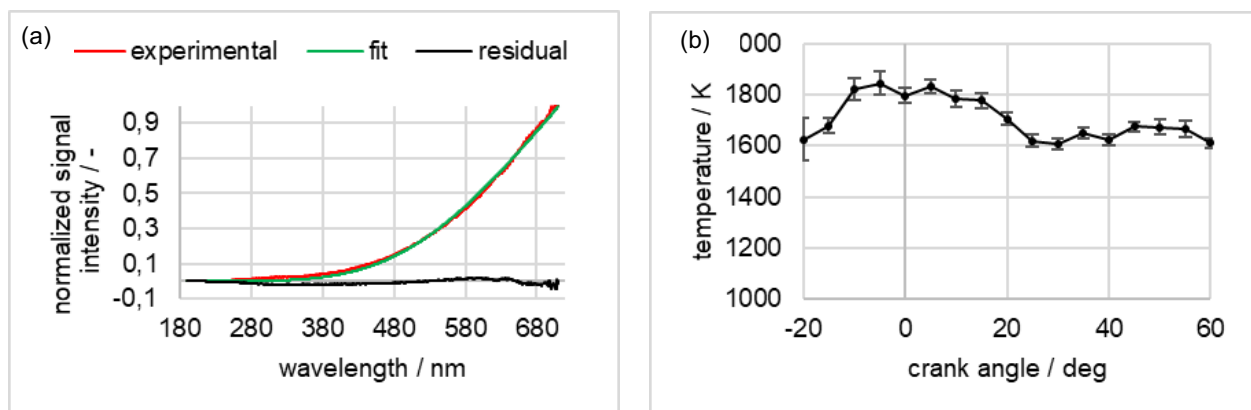 (a)
experimental fit residual
normalized signal
intensity / -
0,9
0,7
0,5
0,3
0,1
-0,1
180 280 380 480 580 680
wavelength / nm
(b)
temperature / K
000
1800
1600
1400
1200
1000
-20 0 20 40 60
crank angle / deg